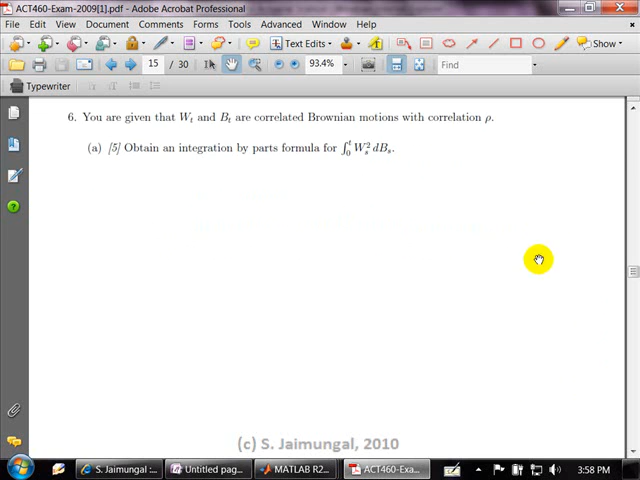 ACT460-Exam-2009[1].pdf - Adobe Acrobat Professional
File Edit View Document Comments Forms Tools Advanced Window Help
Text Edits Show
15 / 30 93.4% Find
Typewriter
6. You are given that W_t and B_t are correlated Brownian motions with correlation ρ.
(a) [5] Obtain an integration by parts formula for ∫_0^t W_s^2 dB_s.
(c) S. Jaimungal, 2010
S. Jaimungal :... Untitled pag... MATLAB R2... ACT460-Exa... 3:58 PM